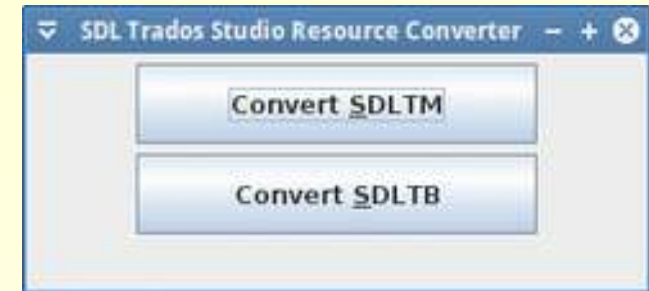 SDL Trados Studio Resource Converter
Convert SDLTM
Convert SDLTB